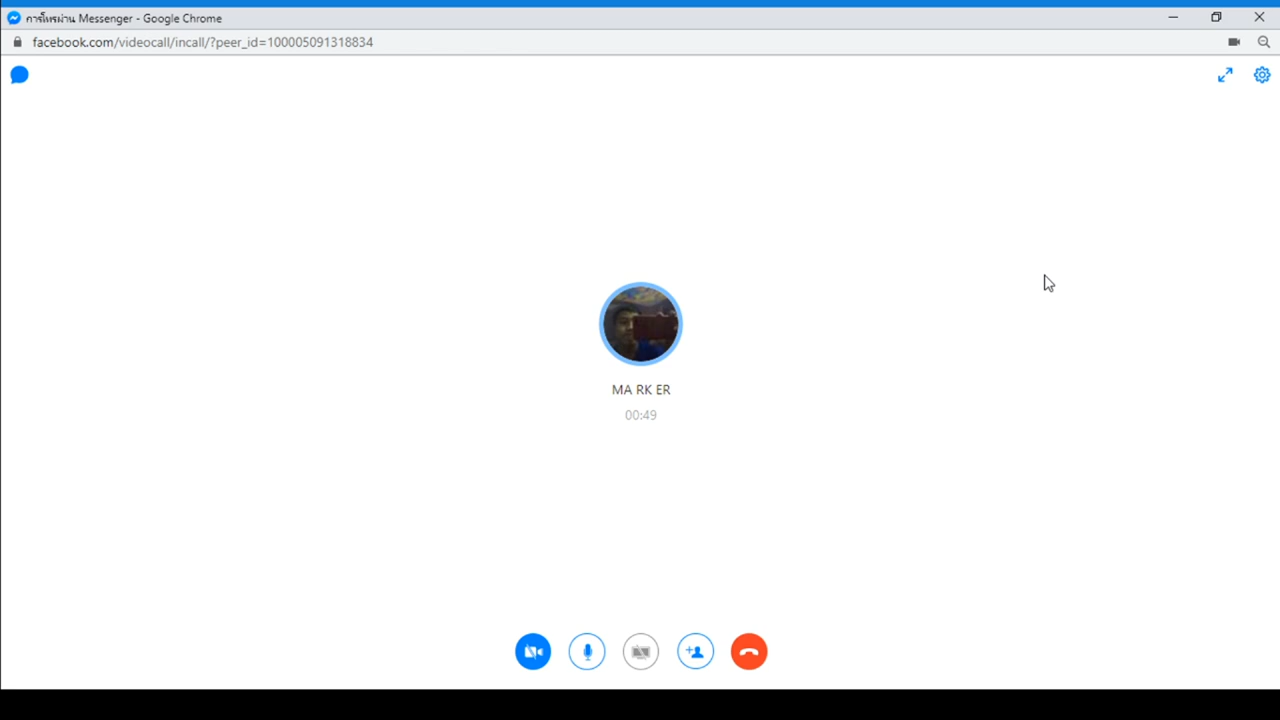 การโทรผ่าน Messenger - Google Chrome
facebook.com/videocall/incall/?peer_id=100005091318834
MA RK ER
00:49